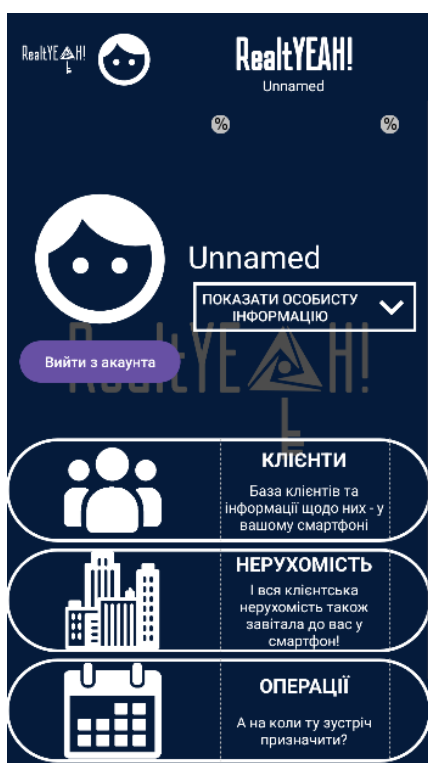 RealtYEAH!
RealtYEAH!
Unnamed
%
%
Unnamed
ПОКАЗАТИ ОСОБИСТУ
ІНФОРМАЦІЮ
Вийти з акаунта
RealtYEAH!
КЛІЄНТИ
База клієнтів та
інформації щодо них - у
вашому смартфоні
НЕРУХОМІСТЬ
І вся клієнтська
нерухомість також
завітала до вас у
смартфон!
ОПЕРАЦІЇ
А на коли ту зустріч
призначити?